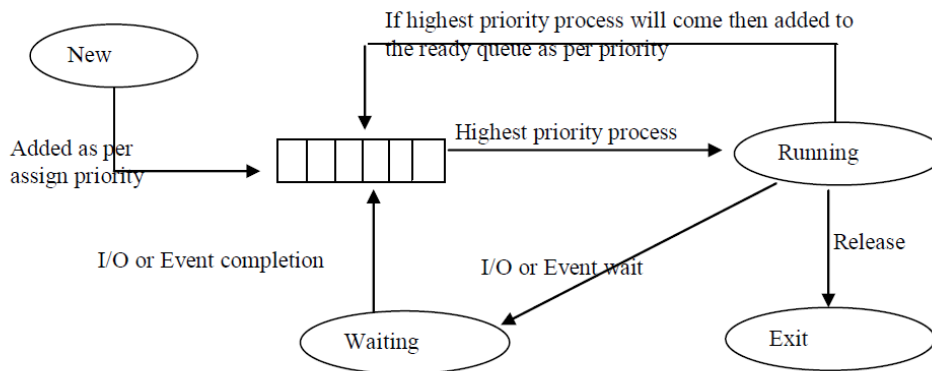 New
If highest priority process will come then added to
the ready queue as per priority
Added as per
assign priority
Highest priority process
Running
I/O or Event completion
I/O or Event wait
Release
Waiting
Exit